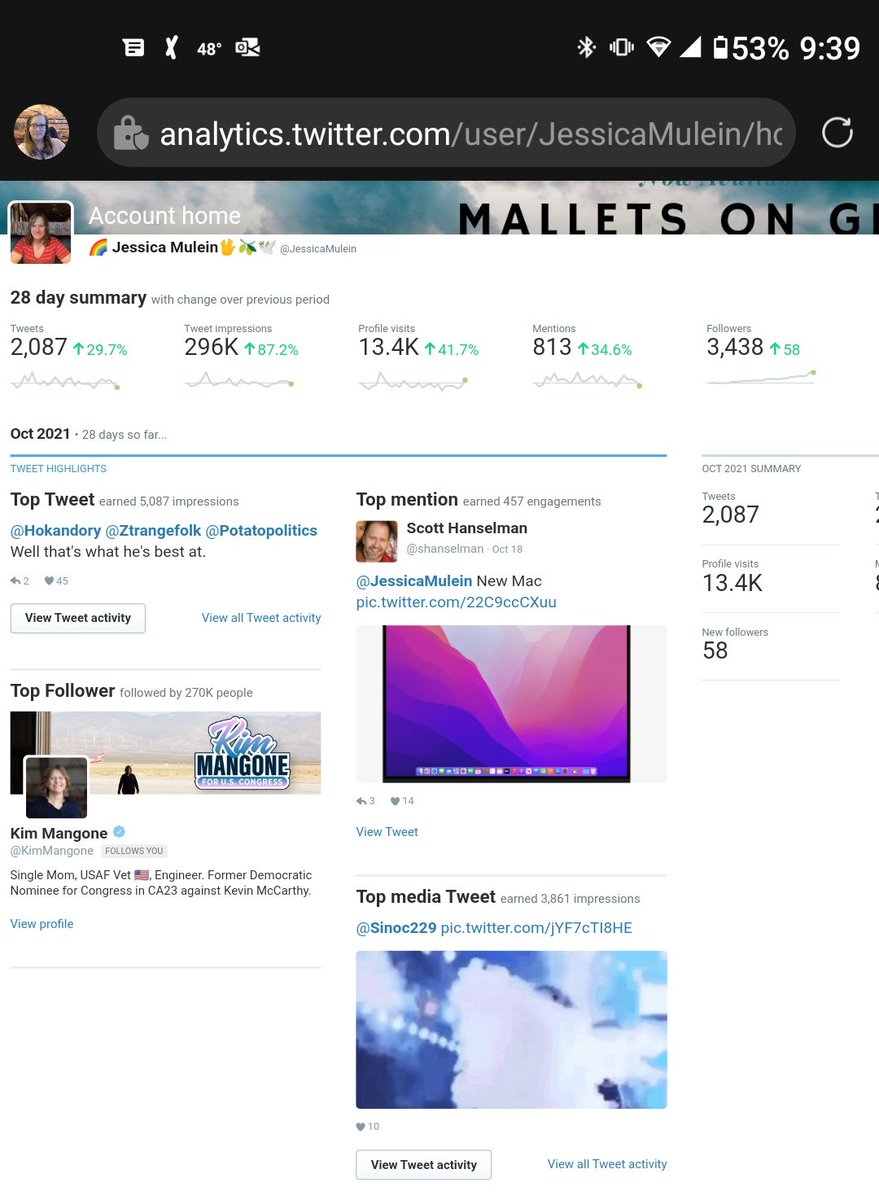 48°
53% 9:39
analytics.twitter.com/user/JessicaMulein/hc
MALLETS ON G
Account home
🌈 Jessica Mulein🖖🫒🕊️ @JessicaMulein
28 day summary with change over previous period
Tweets
2,087 ↑29.7%
Tweet impressions
296K ↑87.2%
Profile visits
13.4K ↑41.7%
Mentions
813 ↑34.6%
Followers
3,438 ↑58
Oct 2021 • 28 days so far...
TWEET HIGHLIGHTS
Top Tweet earned 5,087 impressions
@Hokandory @Ztrangefolk @Potatopolitics
Well that's what he's best at.
2 45
View Tweet activity
View all Tweet activity
Top Follower followed by 270K people
Kim
MANGONE
FOR U.S. CONGRESS
Kim Mangone
@KimMangone FOLLOWS YOU
Single Mom, USAF Vet 🇺🇸, Engineer. Former Democratic
Nominee for Congress in CA23 against Kevin McCarthy.
View profile
Top mention earned 457 engagements
Scott Hanselman
@shanselman · Oct 18
@JessicaMulein New Mac
pic.twitter.com/22C9ccCXuu
3 14
View Tweet
Top media Tweet earned 3,861 impressions
@Sinoc229 pic.twitter.com/jYF7cTI8HE
10
View Tweet activity
View all Tweet activity
OCT 2021 SUMMARY
Tweets
2,087
Profile visits
13.4K
New followers
58